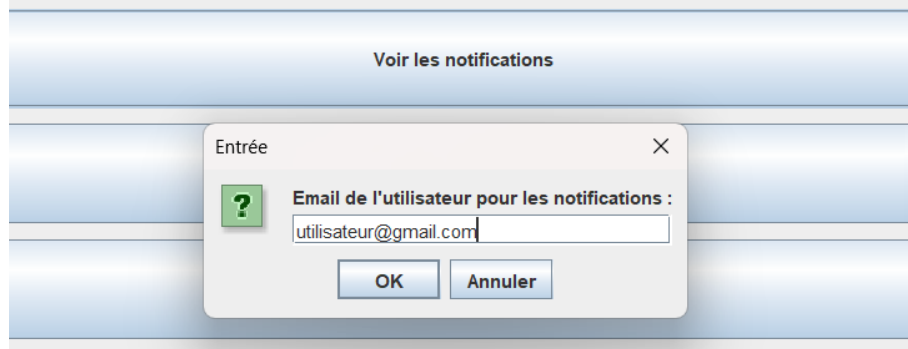 Voir les notifications
Entrée
?
Email de l'utilisateur pour les notifications :
utilisateur@gmail.com
OK
Annuler